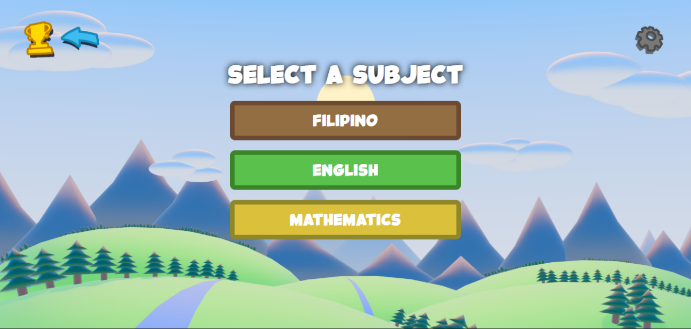 SELECT A SUBJECT
FILIPINO
ENGLISH
MATHEMATICS